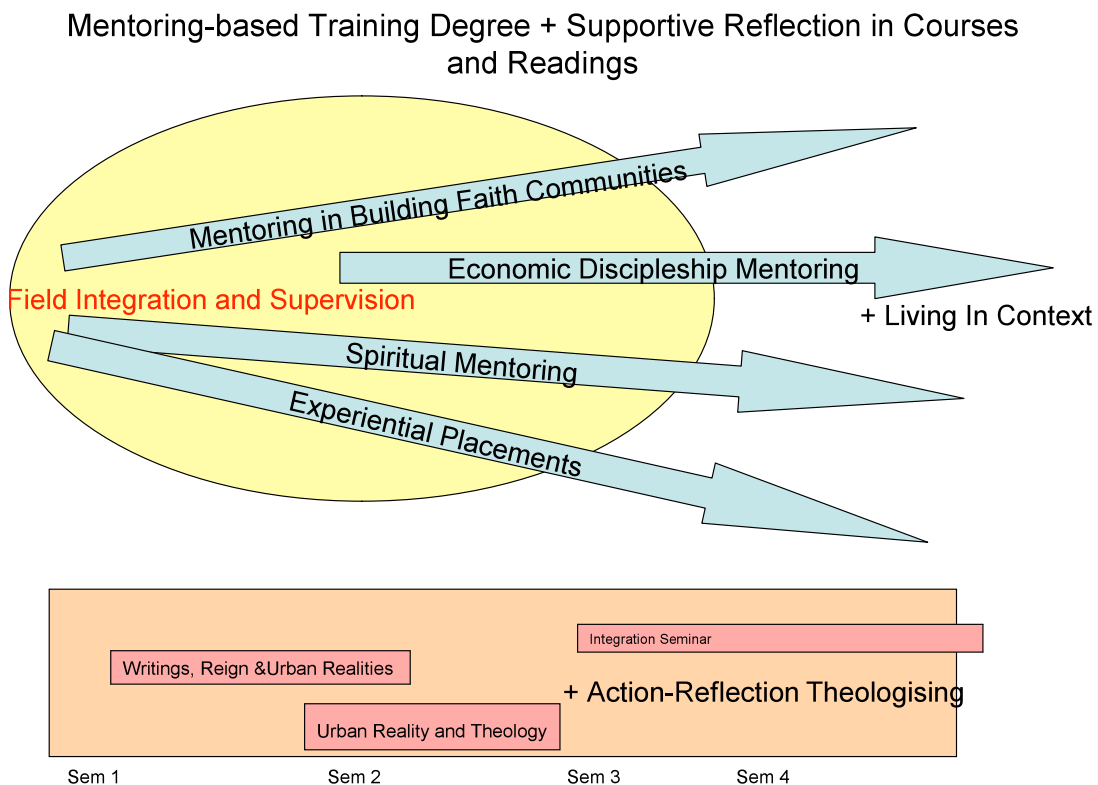 Mentoring-based Training Degree + Supportive Reflection in Courses
and Readings
Mentoring in Building Faith Communities
Economic Discipleship Mentoring
Field Integration and Supervision
+ Living In Context
Spiritual Mentoring
Experiential Placements
Integration Seminar
Writings, Reign &Urban Realities
+ Action-Reflection Theologising
Urban Reality and Theology
Sem 1
Sem 2
Sem 3
Sem 4